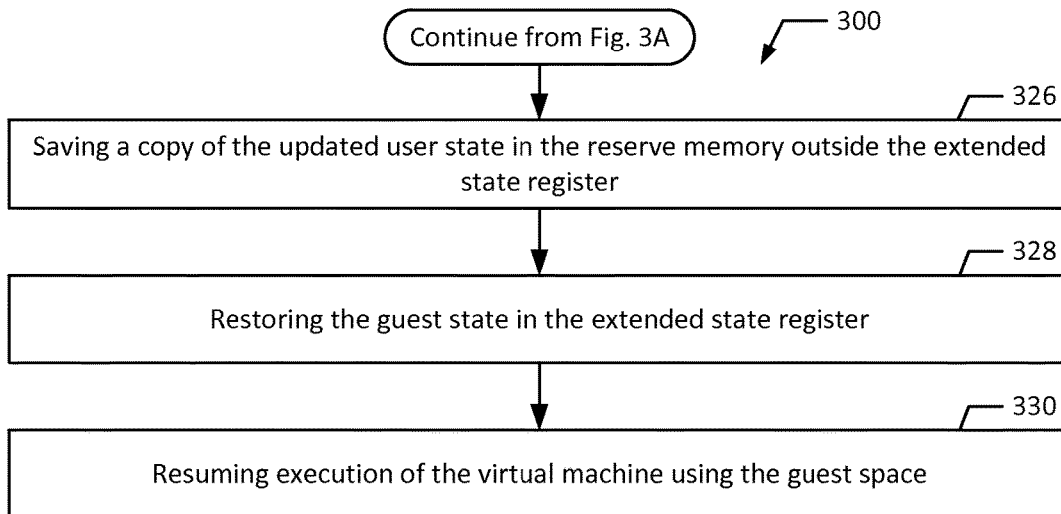 Continue from Fig. 3A
300
326
Saving a copy of the updated user state in the reserve memory outside the extended
state register
328
Restoring the guest state in the extended state register
330
Resuming execution of the virtual machine using the guest space